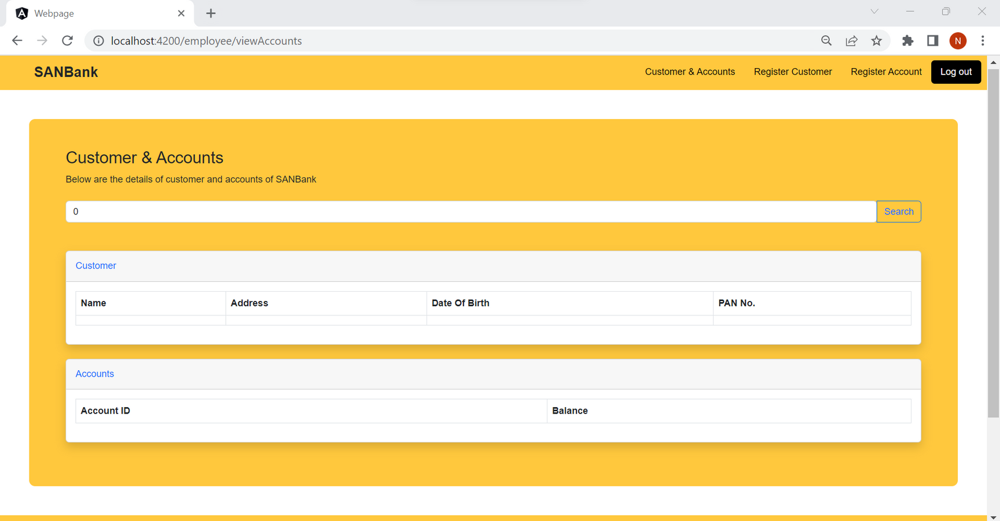 Webpage
localhost:4200/employee/viewAccounts
N
SANBank
Customer & Accounts
Register Customer
Register Account
Log out
Customer & Accounts
Below are the details of customer and accounts of SANBank
0
Search
Customer
Name Address Date Of Birth PAN No.
Accounts
Account ID Balance